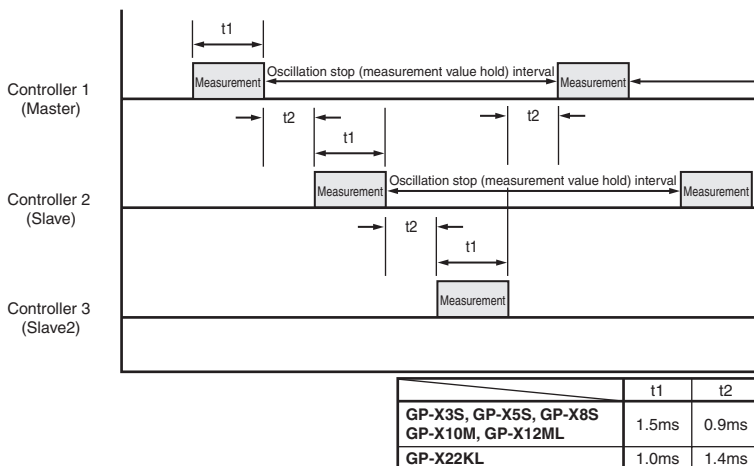 t1
Controller 1
(Master)
Measurement
Oscillation stop (measurement value hold) interval
Measurement
t2
t1
t2
Controller 2
(Slave)
Measurement
Oscillation stop (measurement value hold) interval
Measurement
t2
t1
Controller 3
(Slave2)
Measurement
t1 t2
GP-X3S, GP-X5S, GP-X8S
GP-X10M, GP-X12ML
1.5ms 0.9ms
GP-X22KL 1.0ms 1.4ms